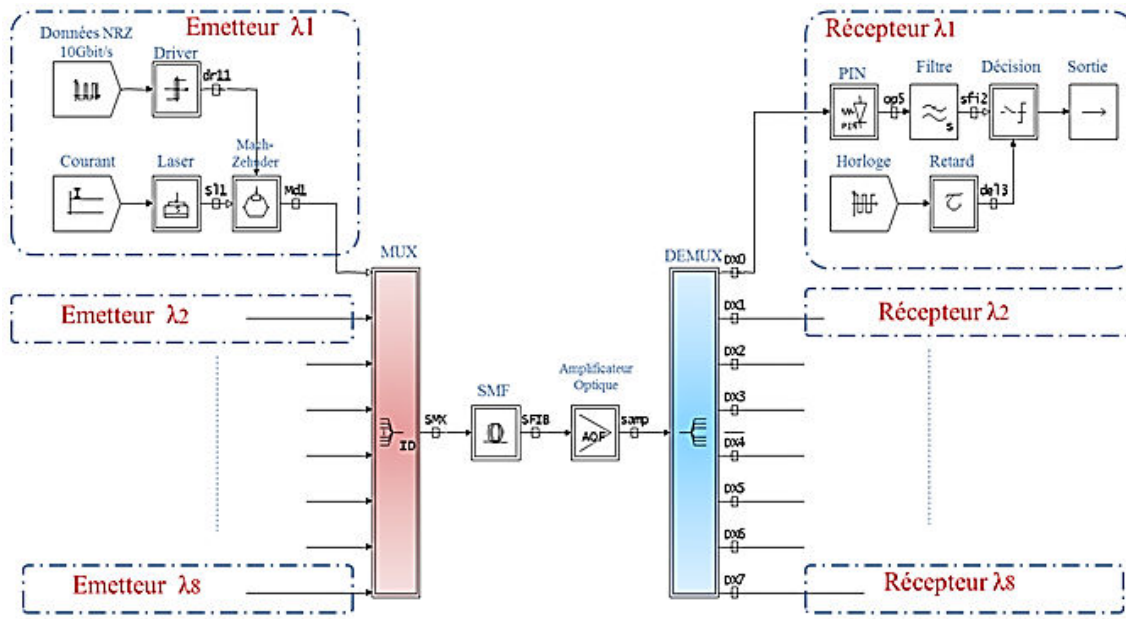 Emetteur λ1
Données NRZ
10Gbit/s
Driver
drl1
Courant
Laser
Mach-
Zehnder
I
sl1
Md1
MUX
Emetteur λ2
Emetteur λ8
ID
SMX
SMF
SFIB
Amplificateur
Optique
AOF
samp
DEMUX
DX0
DX1
DX2
DX3
DX4
DX5
DX6
DX7
Récepteur λ1
PIN
Filtre
Décision
Sortie
PINT
op5
s
sfi2
Horloge
Retard
del3
Récepteur λ2
Récepteur λ8